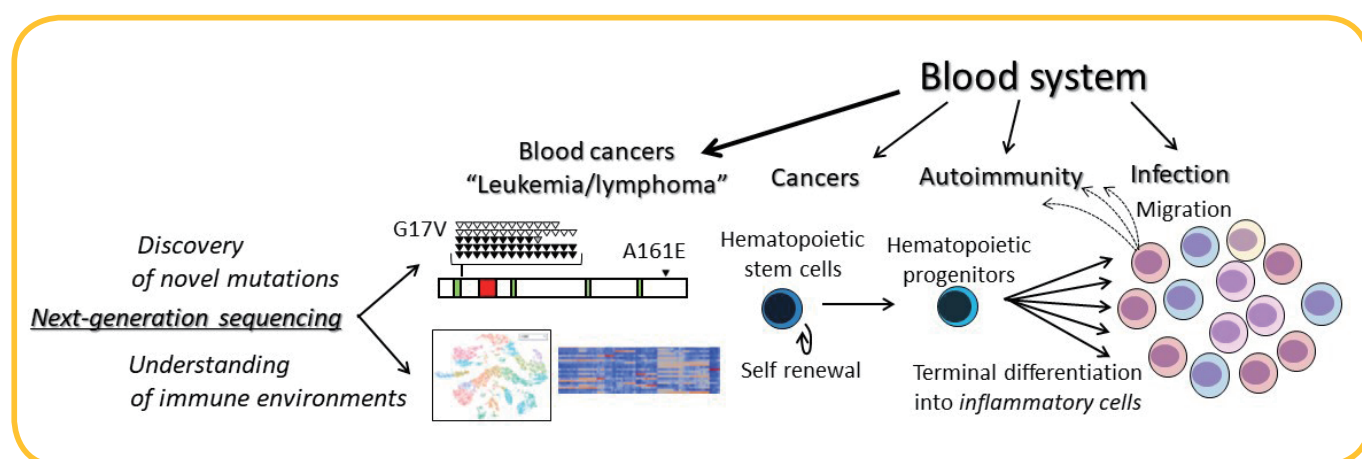 Blood system
Blood cancers
“Leukemia/lymphoma”
Cancers
Autoimmunity
Infection
Migration
Discovery
of novel mutations
Next-generation sequencing
Understanding
of immune environments
G17V
A161E
Hematopoietic
stem cells
Self renewal
Hematopoietic
progenitors
Terminal differentiation
into inflammatory cells